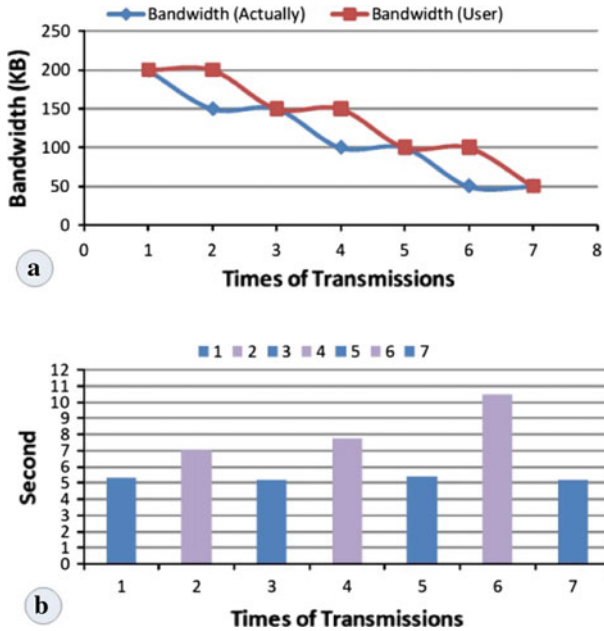 Bandwidth (Actually) Bandwidth (User)
Bandwidth (KB)
250
200
150
100
50
0
0 1 2 3 4 5 6 7 8
Times of Transmissions
a
1 2 3 4 5 6 7
Second
12
11
10
9
8
7
6
5
4
3
2
1
0
1 2 3 4 5 6 7
Times of Transmissions
b